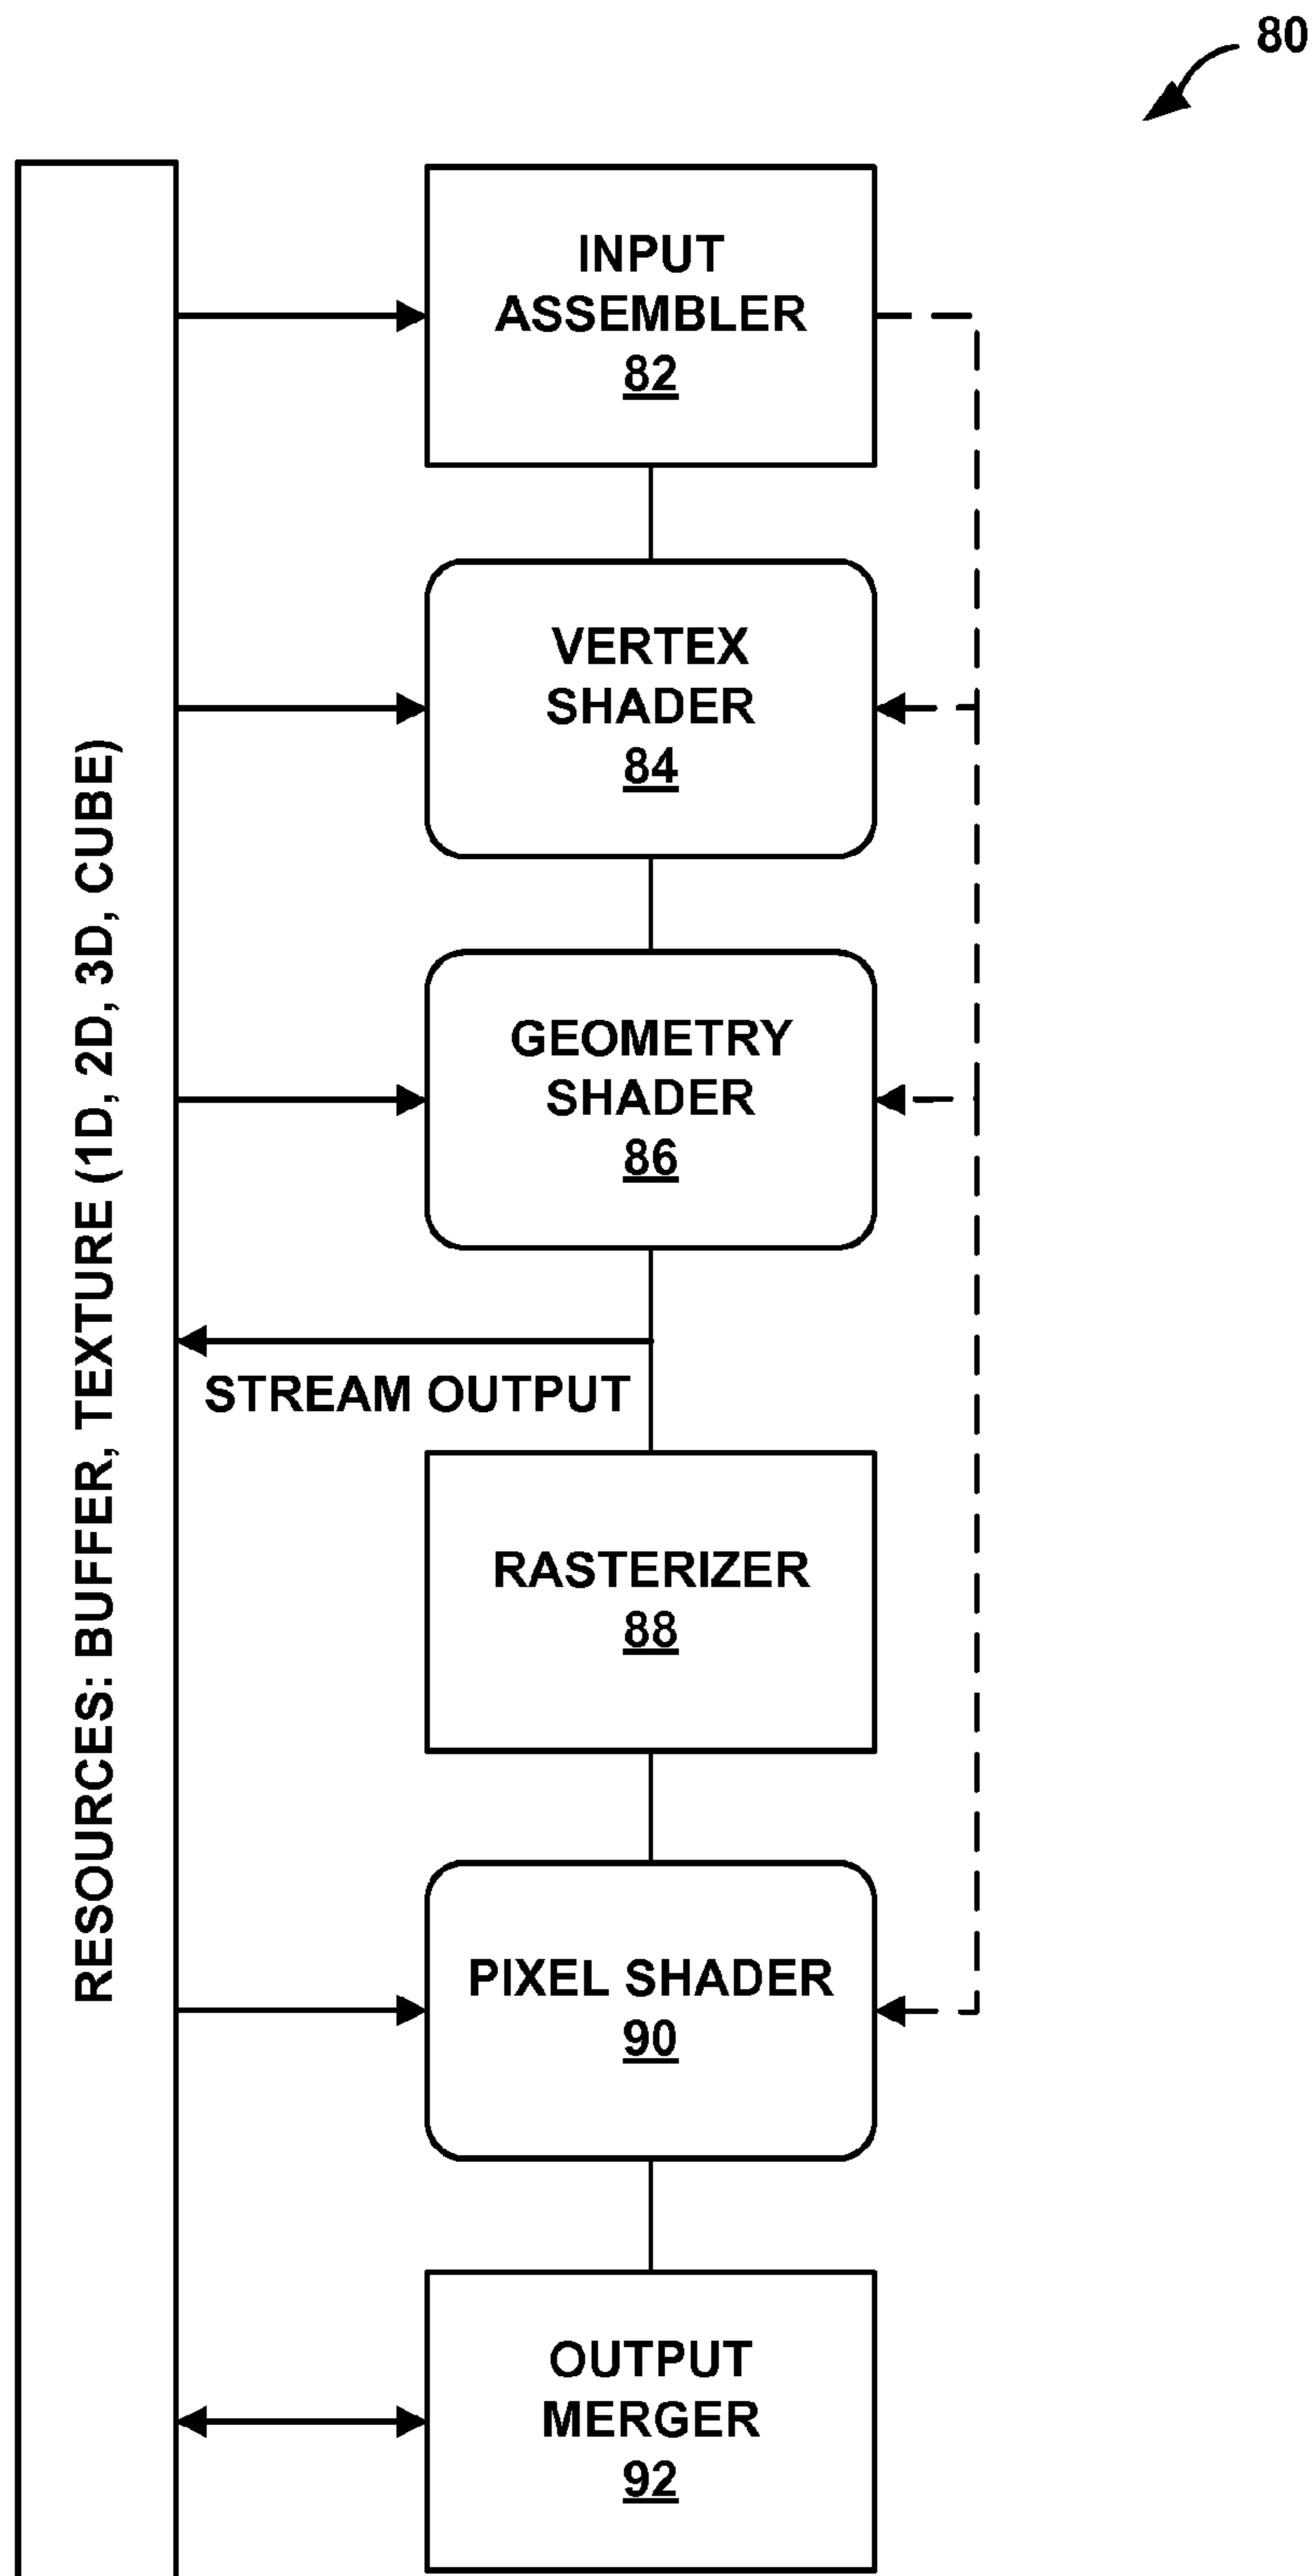 80
INPUT
ASSEMBLER
82
VERTEX
SHADER
84
RESOURCES: BUFFER, TEXTURE (1D, 2D, 3D, CUBE)
GEOMETRY
SHADER
86
STREAM OUTPUT
RASTERIZER
88
PIXEL SHADER
90
OUTPUT
MERGER
92